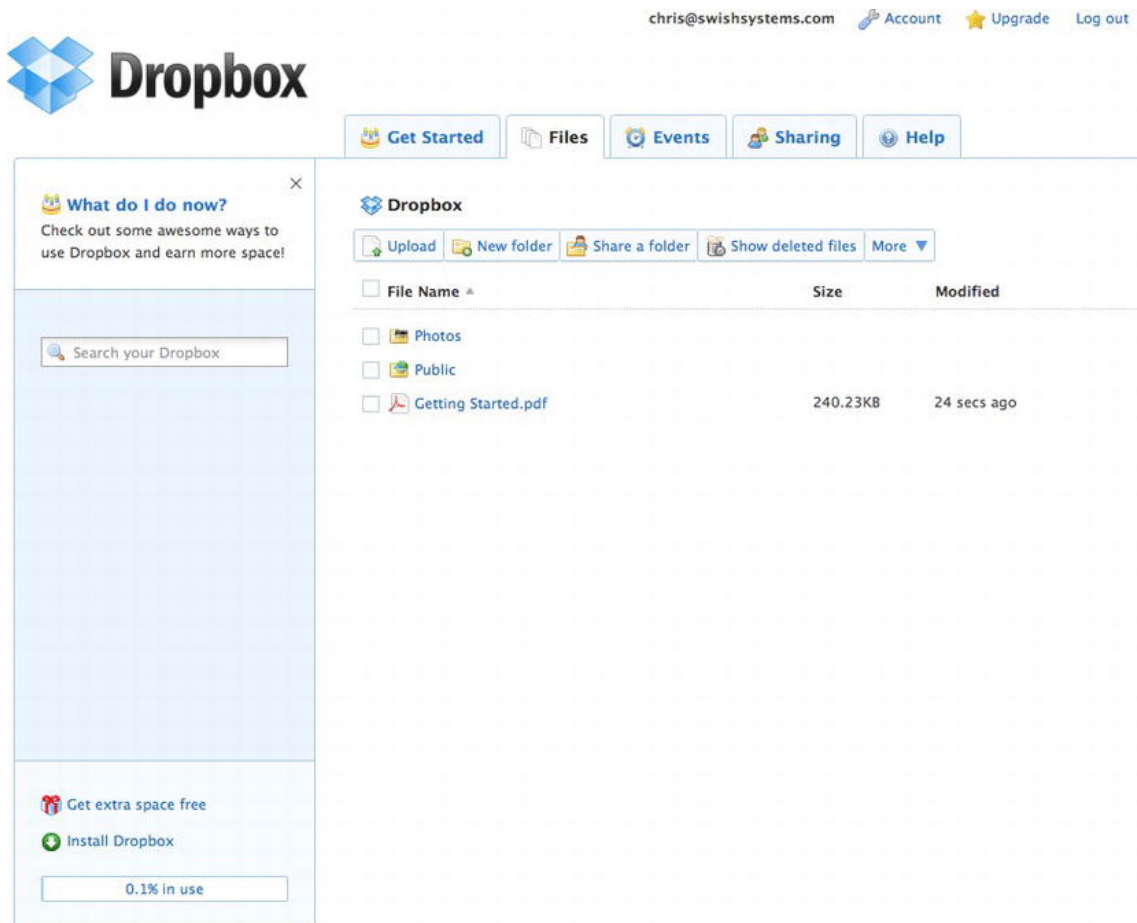 chris@swishsystems.com Account Upgrade Log out
Dropbox
Get Started Files Events Sharing Help
What do I do now?
Check out some awesome ways to
use Dropbox and earn more space!
Search your Dropbox
Get extra space free
Install Dropbox
0.1% in use
Dropbox
Upload New folder Share a folder Show deleted files More
File Name Size Modified
Photos
Public
Getting Started.pdf 240.23KB 24 secs ago